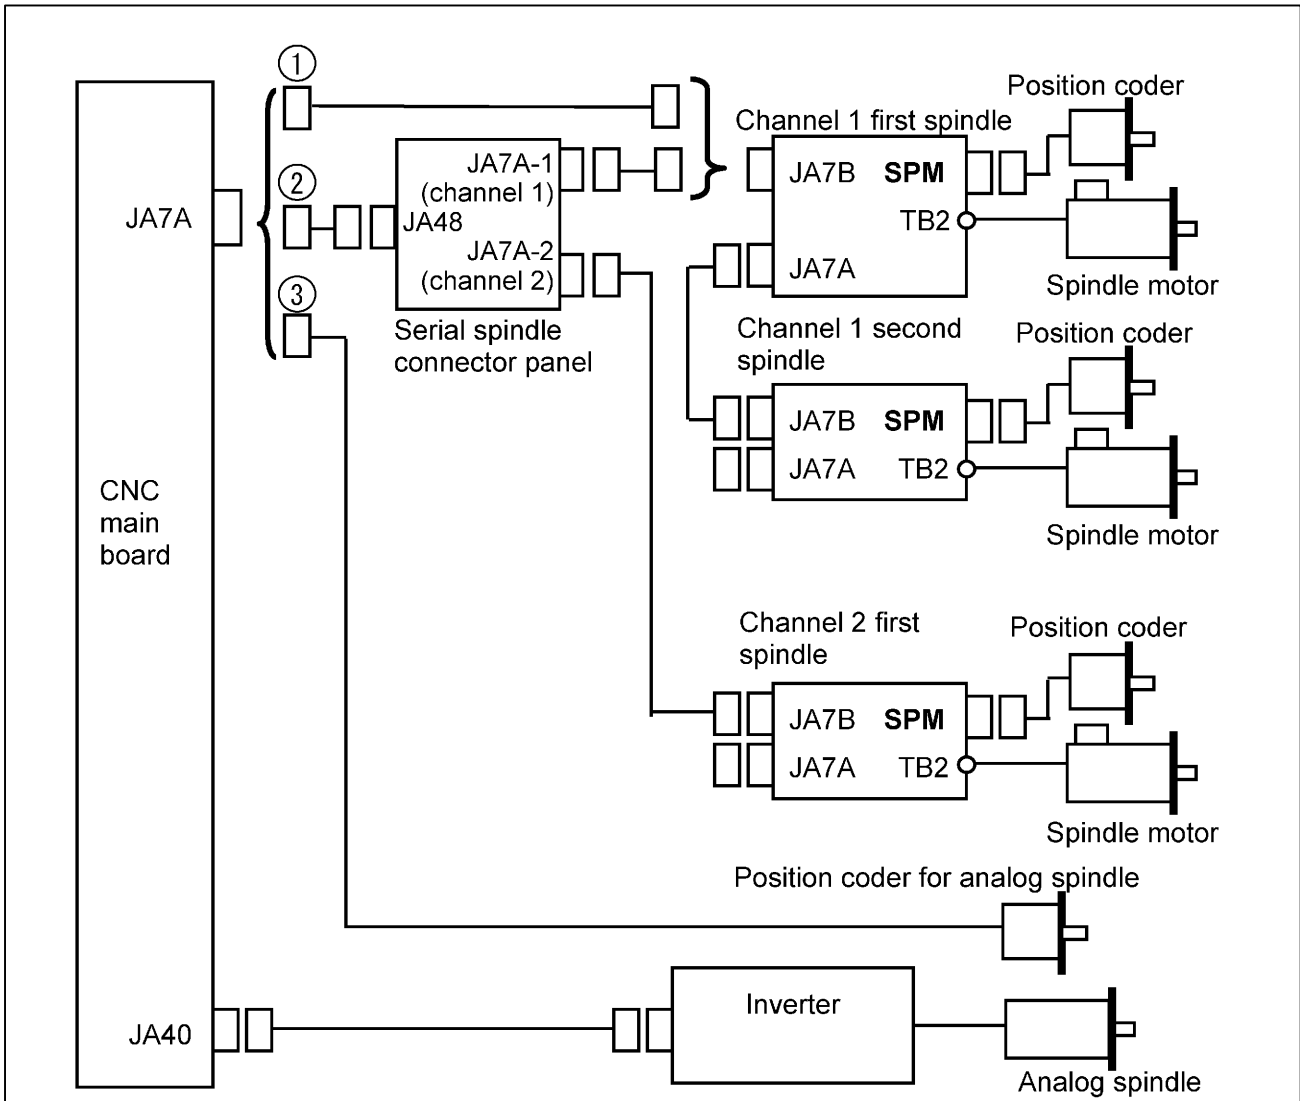 ①
Position coder
Channel 1 first spindle
JA7A-1
(channel 1)
JA7B SPM
②
JA7A
JA48
TB2
JA7A-2
(channel 2)
JA7A
Spindle motor
③
Serial spindle
connector panel
Channel 1 second
spindle
Position coder
JA7B SPM
JA7A TB2
CNC
main
board
Spindle motor
Channel 2 first
spindle
Position coder
JA7B SPM
JA7A TB2
Spindle motor
Position coder for analog spindle
Inverter
JA40
Analog spindle